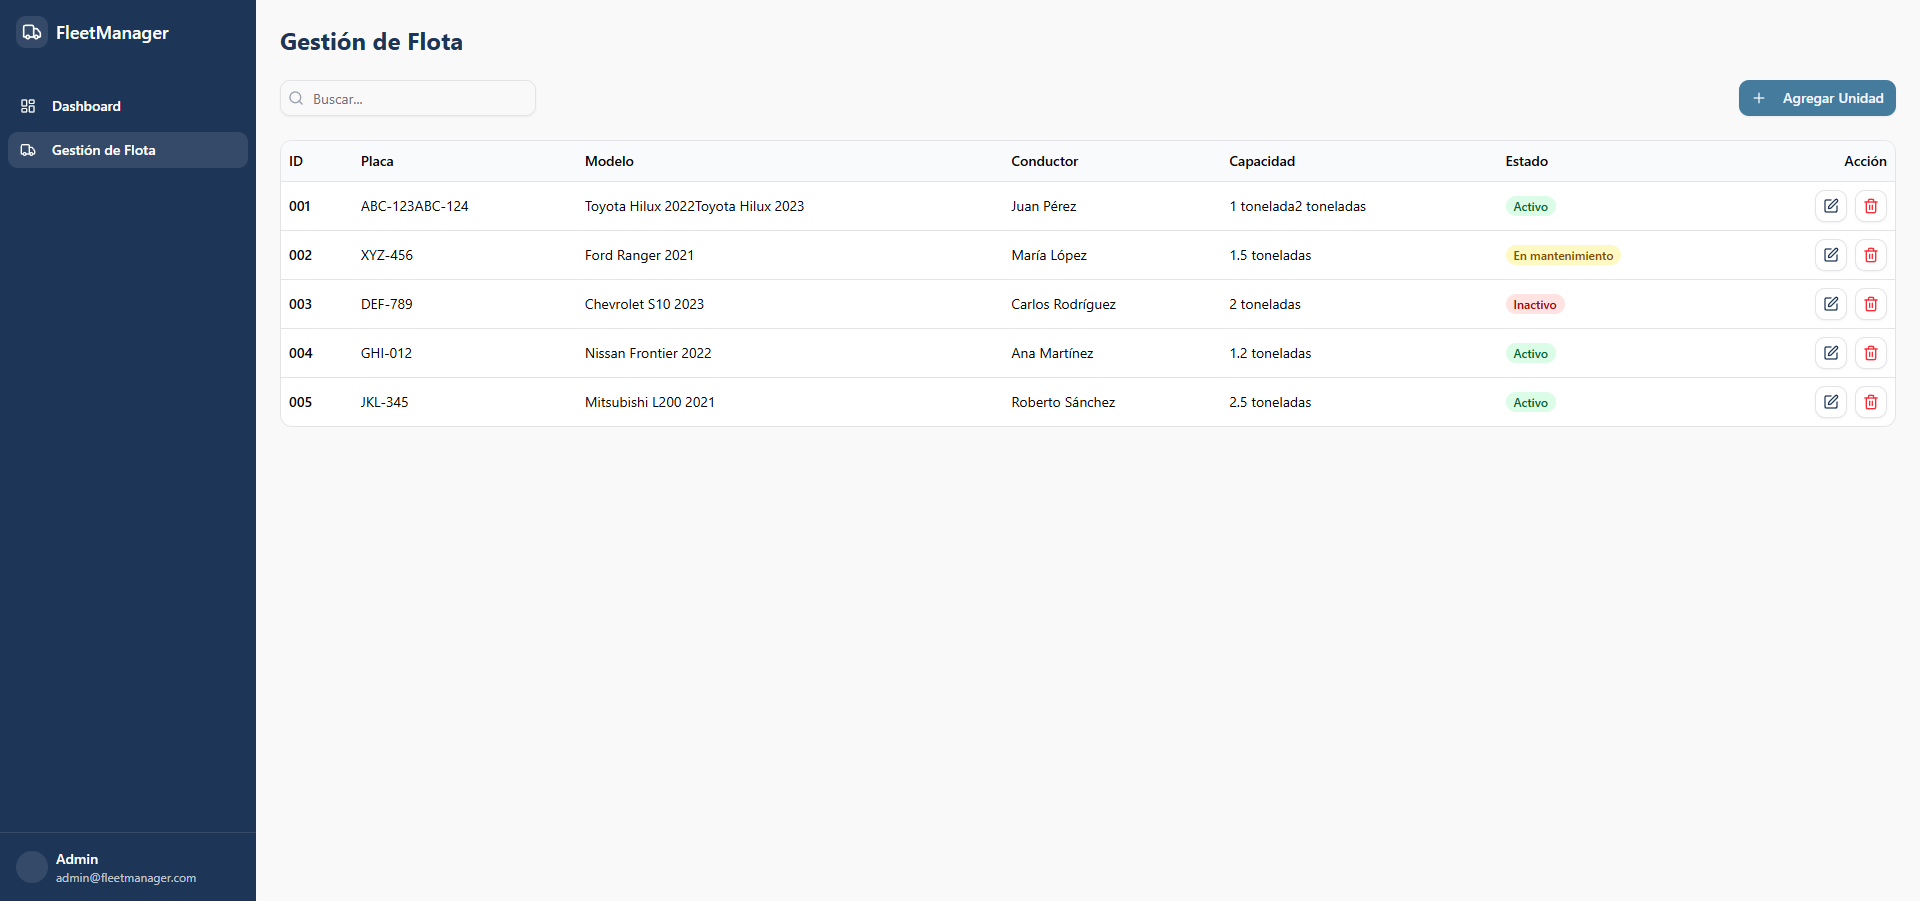 FleetManager
Dashboard
Gestión de Flota
Admin
admin@fleetmanager.com
Gestión de Flota
Buscar...
Agregar Unidad
ID Placa Modelo Conductor Capacidad Estado Acción
001 ABC-123ABC-124 Toyota Hilux 2022Toyota Hilux 2023 Juan Pérez 1 tonelada2 toneladas Activo
002 XYZ-456 Ford Ranger 2021 María López 1.5 toneladas En mantenimiento
003 DEF-789 Chevrolet S10 2023 Carlos Rodríguez 2 toneladas Inactivo
004 GHI-012 Nissan Frontier 2022 Ana Martínez 1.2 toneladas Activo
005 JKL-345 Mitsubishi L200 2021 Roberto Sánchez 2.5 toneladas Activo